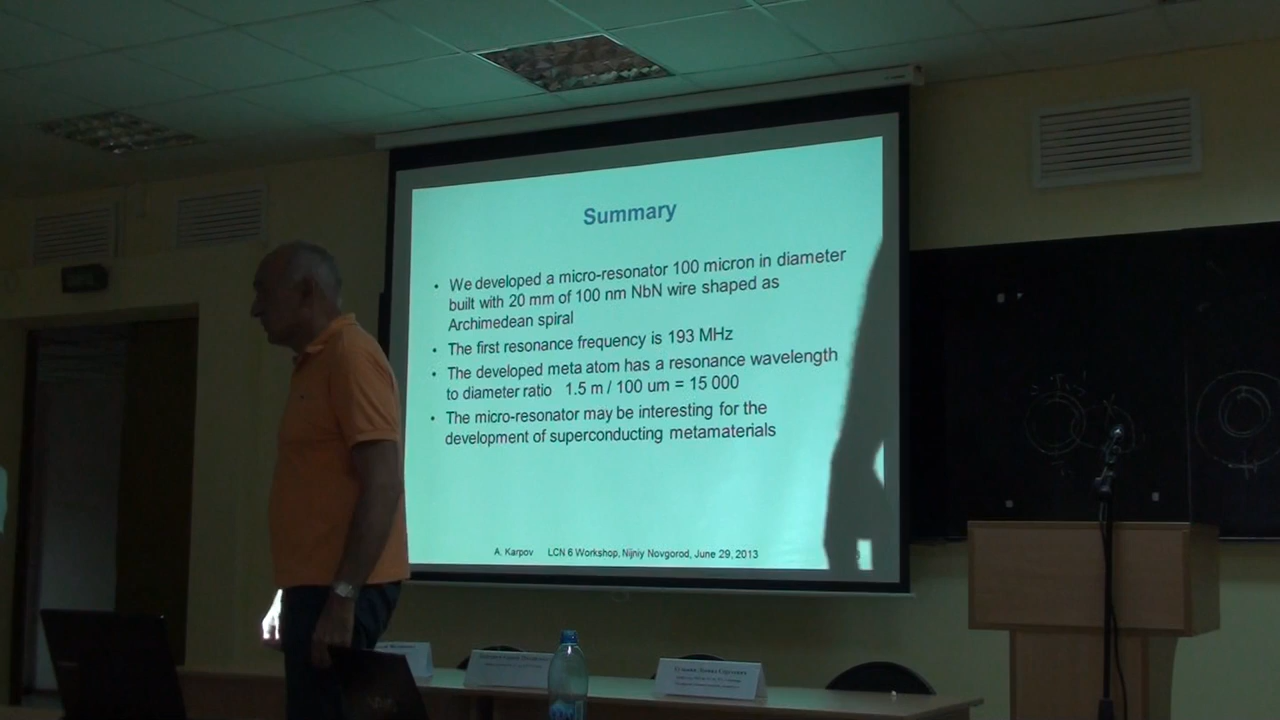 Summary
• We developed a micro-resonator 100 micron in diameter
built with 20 mm of 100 nm NbN wire shaped as
Archimedean spiral
• The first resonance frequency is 193 MHz
• The developed meta atom has a resonance wavelength
to diameter ratio 1.5 m / 100 um = 15 000
• The micro-resonator may be interesting for the
development of superconducting metamaterials
A. Karpov LCN 6 Workshop, Nijniy Novgorod, June 29, 2013